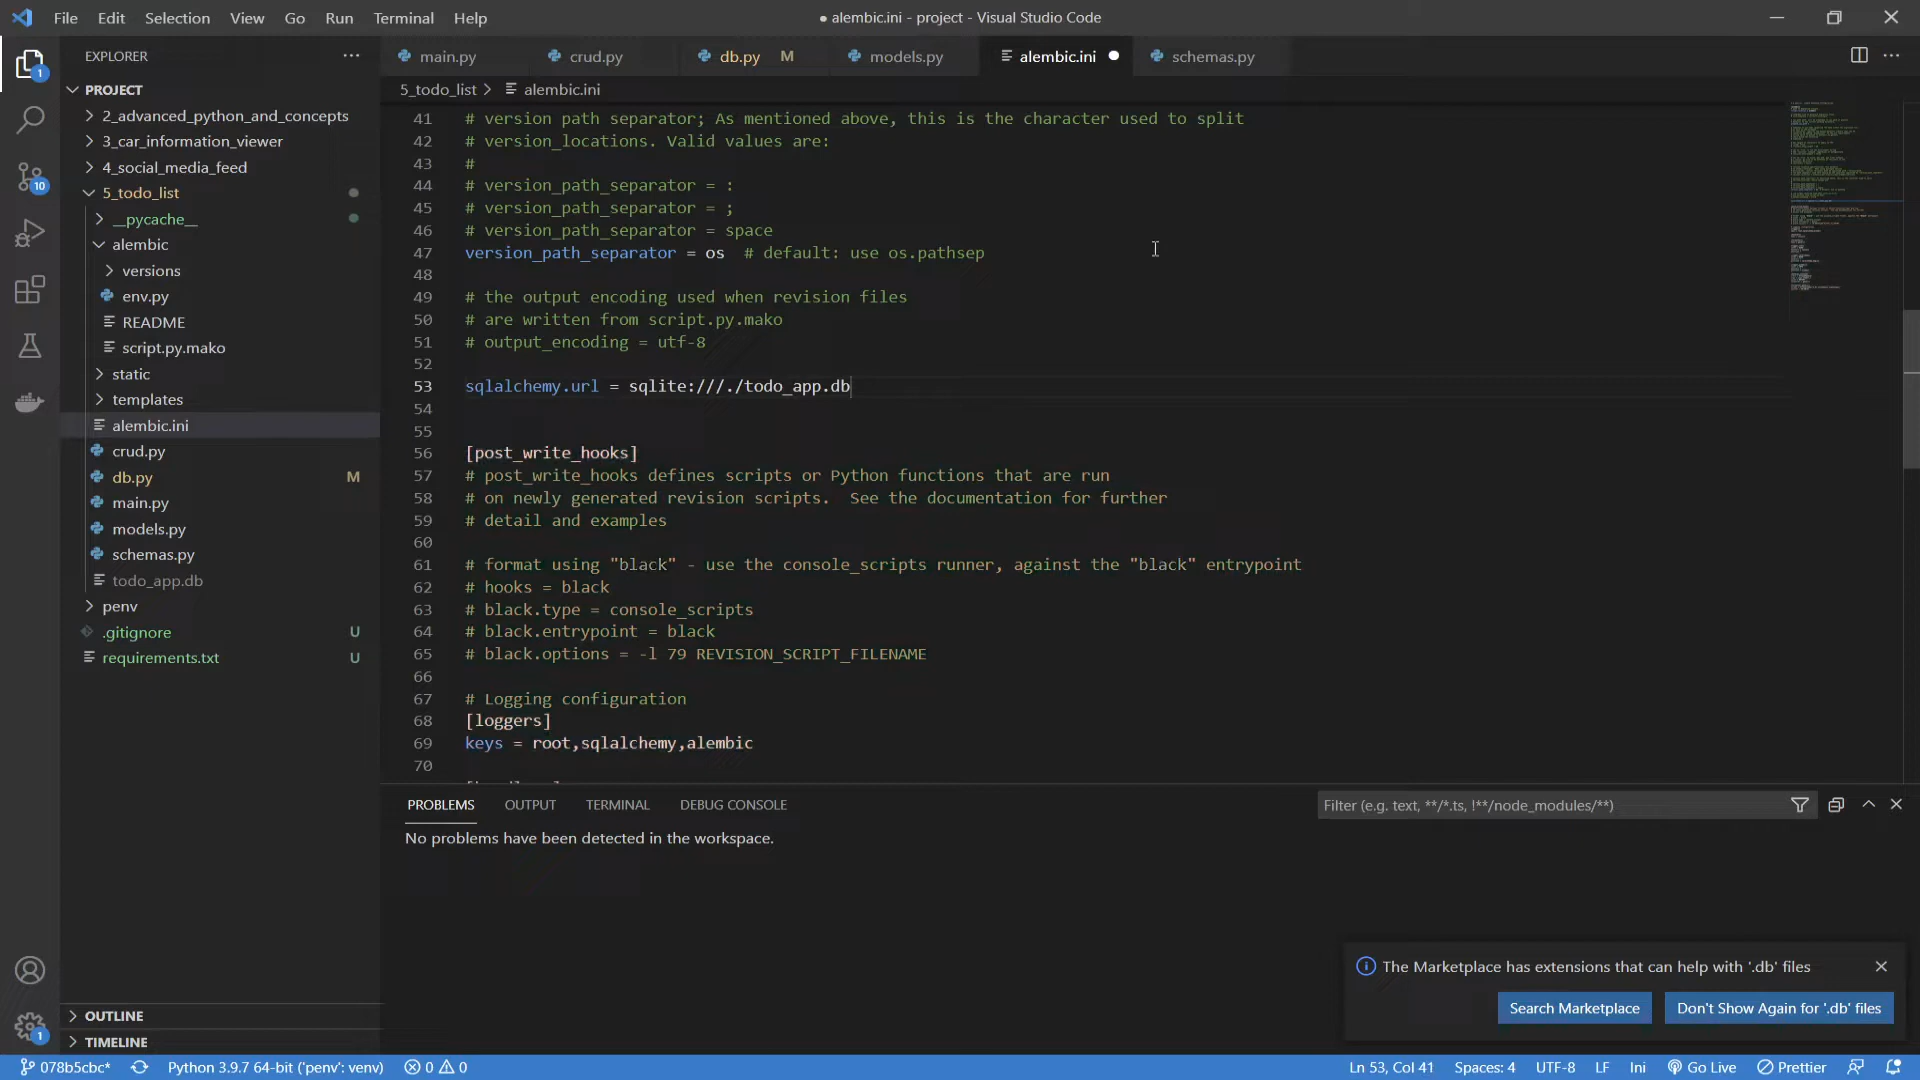 File Edit Selection View Go Run Terminal Help
● alembic.ini - project - Visual Studio Code
EXPLORER
main.py crud.py db.py M models.py alembic.ini schemas.py
PROJECT
5_todo_list > alembic.ini
2_advanced_python_and_concepts
3_car_information_viewer
4_social_media_feed
5_todo_list
__pycache__
alembic
versions
env.py
README
script.py.mako
static
templates
alembic.ini
crud.py
db.py M
main.py
models.py
schemas.py
todo_app.db
penv
.gitignore U
requirements.txt U
OUTLINE
TIMELINE
1
10
1
41 # version path separator; As mentioned above, this is the character used to split
42 # version_locations. Valid values are:
43 #
44 # version_path_separator = :
45 # version_path_separator = ;
46 # version_path_separator = space
47 version_path_separator = os  # default: use os.pathsep
48
49 # the output encoding used when revision files
50 # are written from script.py.mako
51 # output_encoding = utf-8
52
53 sqlalchemy.url = sqlite:///./todo_app.db
54
55
56 [post_write_hooks]
57 # post_write_hooks defines scripts or Python functions that are run
58 # on newly generated revision scripts.  See the documentation for further
59 # detail and examples
60
61 # format using "black" - use the console_scripts runner, against the "black" entrypoint
62 # hooks = black
63 # black.type = console_scripts
64 # black.entrypoint = black
65 # black.options = -l 79 REVISION_SCRIPT_FILENAME
66
67 # Logging configuration
68 [loggers]
69 keys = root,sqlalchemy,alembic
70
PROBLEMS OUTPUT TERMINAL DEBUG CONSOLE
Filter (e.g. text, **/*.ts, !**/node_modules/**)
No problems have been detected in the workspace.
The Marketplace has extensions that can help with '.db' files
Search Marketplace Don't Show Again for '.db' files
078b5cbc* Python 3.9.7 64-bit ('penv': venv) 0 0 Ln 53, Col 41 Spaces: 4 UTF-8 LF Ini Go Live Prettier